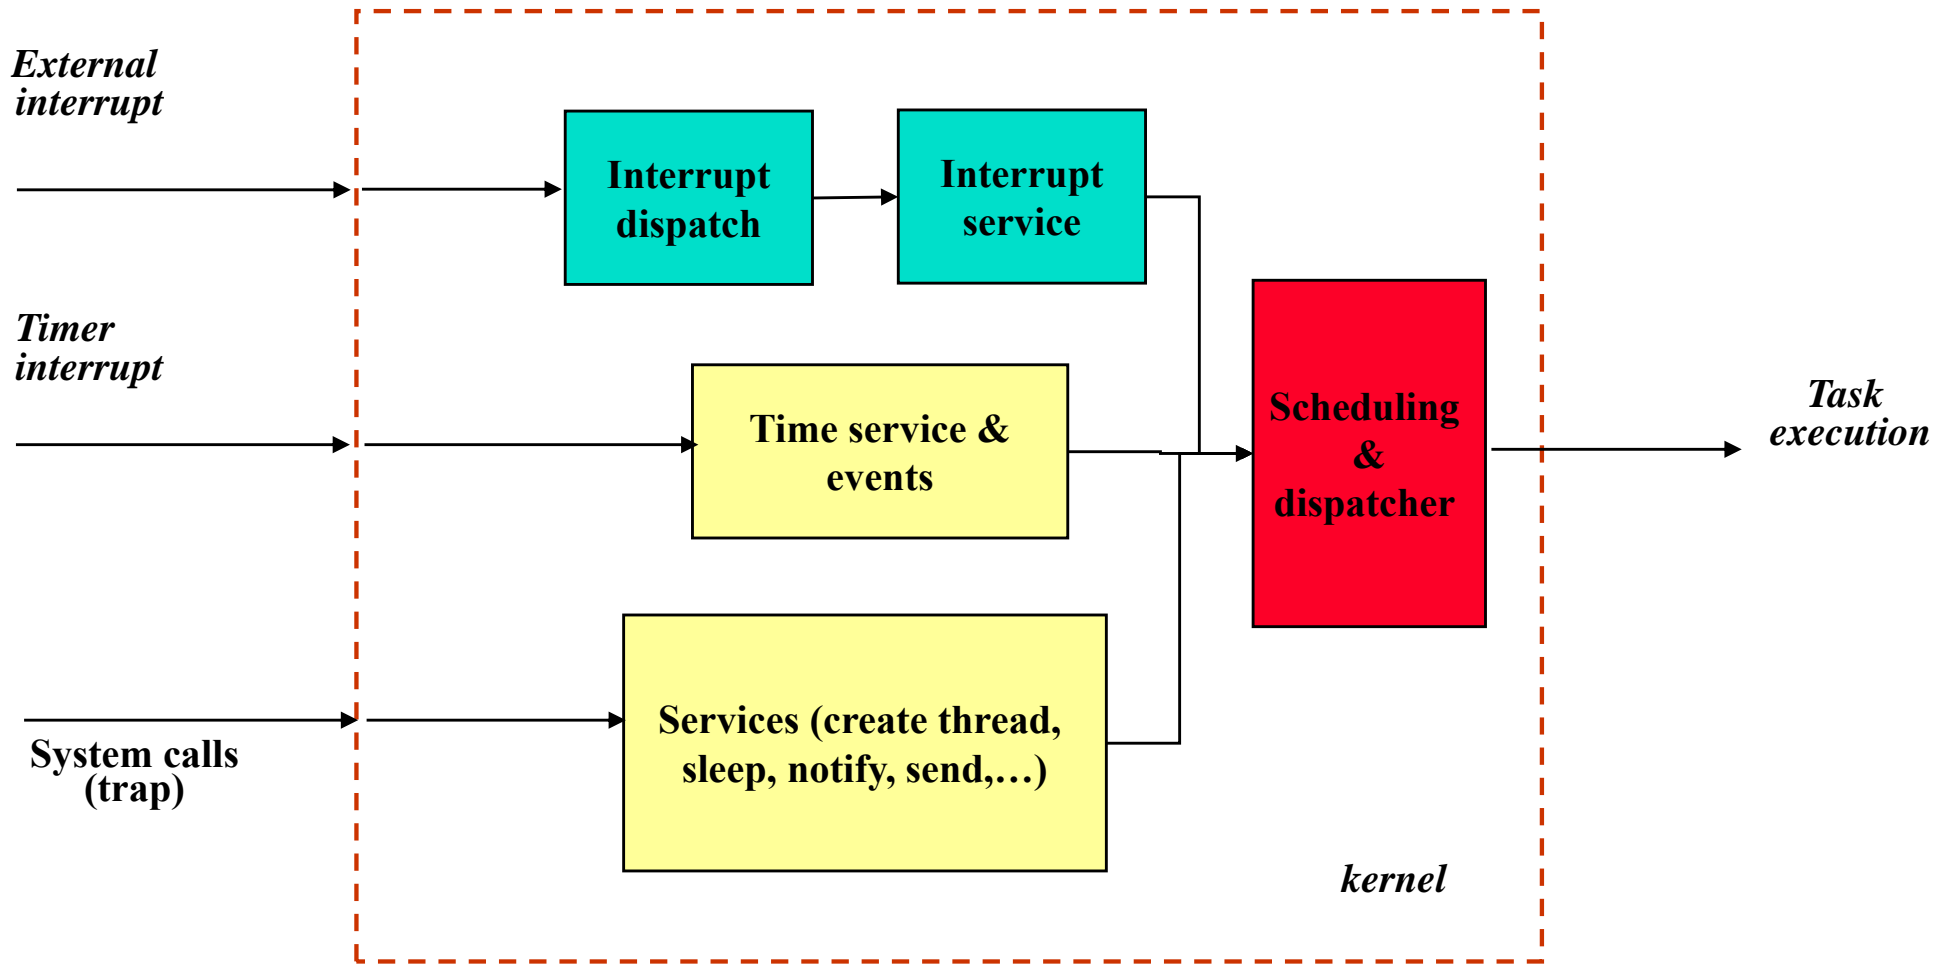 External
interrupt
Interrupt
dispatch
Interrupt
service
Timer
interrupt
Time service &
events
Scheduling
&
dispatcher
Task
execution
System calls
(trap)
Services (create thread,
sleep, notify, send,…)
kernel